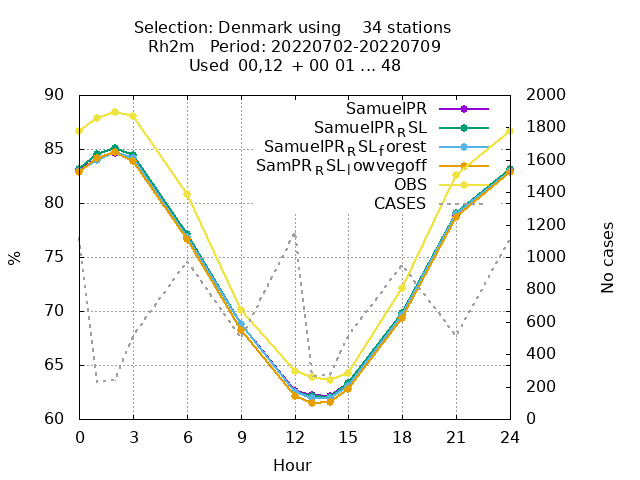 Selection: Denmark using 34 stations
Rh2m Period: 20220702-20220709
Used 00,12 + 00 01 ... 48
90 2000
SamuelPR
1800
SamuelPR_RSL
85 SamuelPR_RSL_forest 1600
SamPR_RSL_lowvegoff
OBS 1400
80 CASES
1200
75 1000
% No cases
800
70
600
65 400
200
60 0
0 3 6 9 12 15 18 21 24
Hour